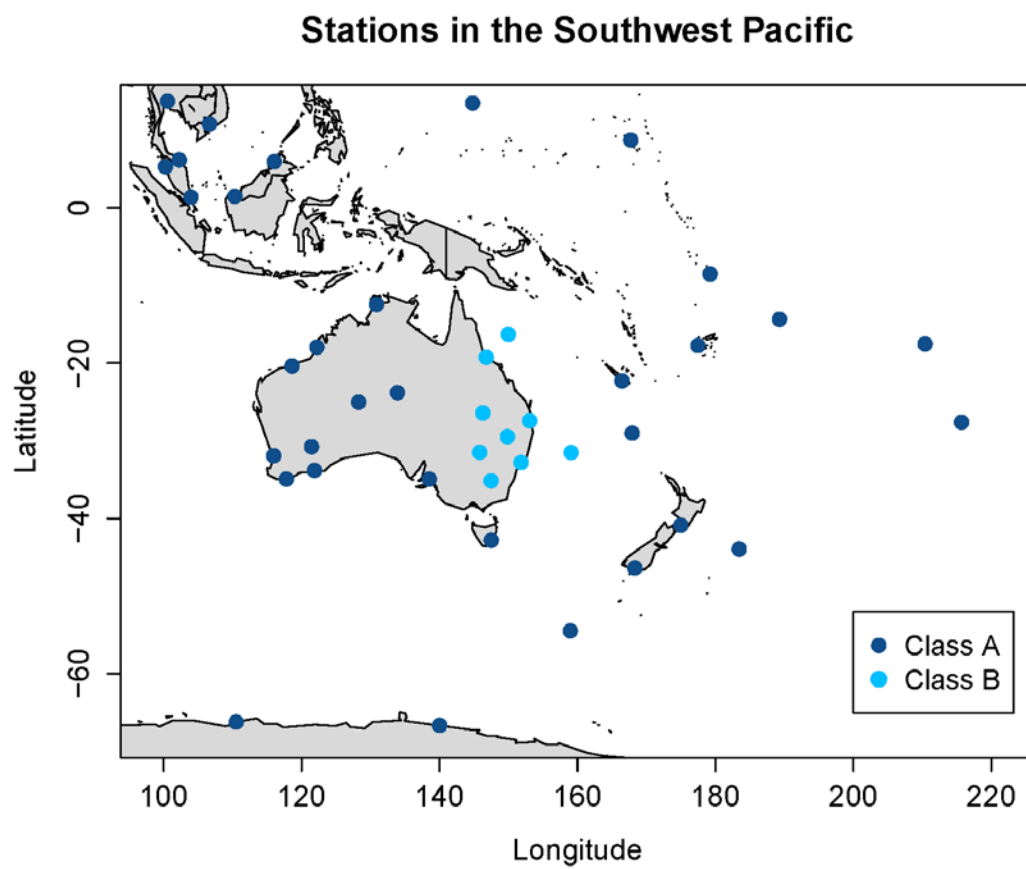 Stations in the Southwest Pacific
Latitude
0
−20
−40
−60
Class A
Class B
100 120 140 160 180 200 220
Longitude